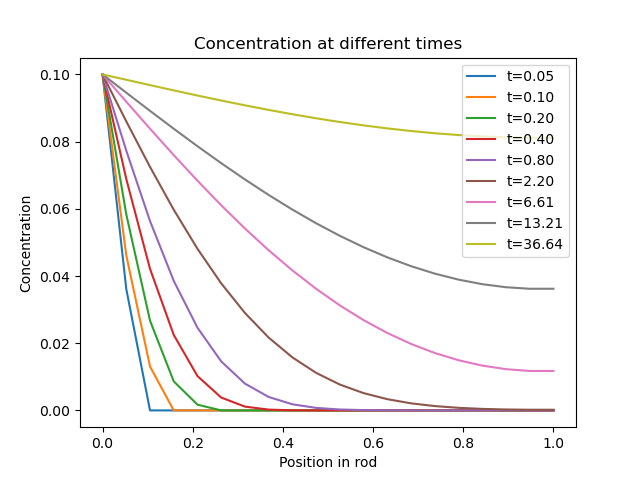 Concentration at different times
0.10
0.08
0.06
0.04
0.02
0.00
Concentration
t=0.05
t=0.10
t=0.20
t=0.40
t=0.80
t=2.20
t=6.61
t=13.21
t=36.64
0.0 0.2 0.4 0.6 0.8 1.0
Position in rod